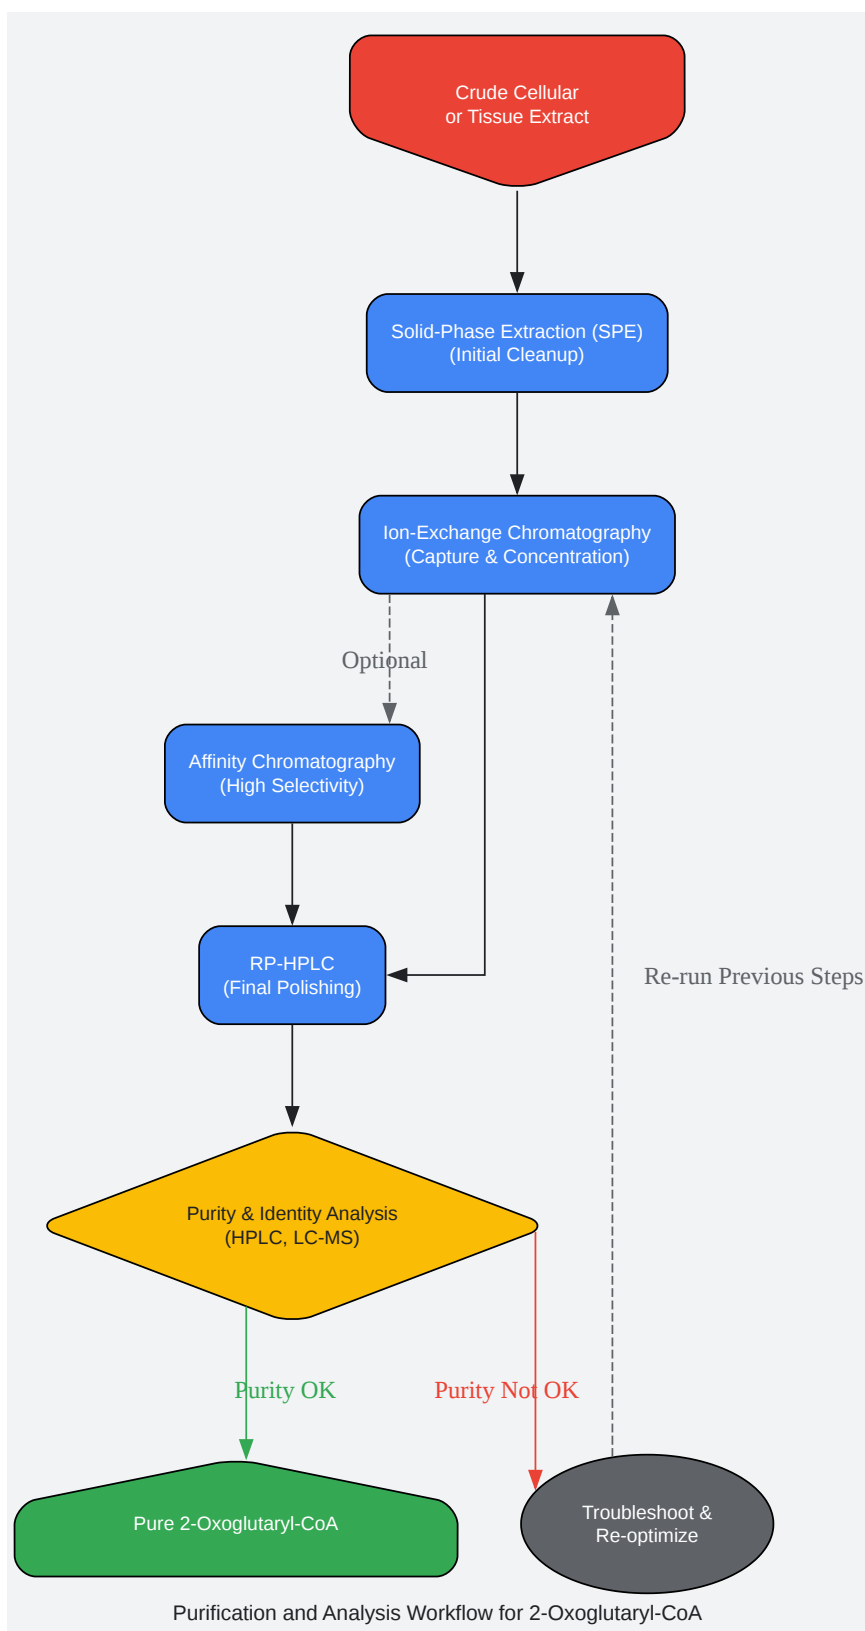 Crude Cellular
or Tissue Extract
Solid-Phase Extraction (SPE)
(Initial Cleanup)
Ion-Exchange Chromatography
(Capture & Concentration)
Optional
Affinity Chromatography
(High Selectivity)
RP-HPLC
(Final Polishing)
Re-run Previous Steps
Purity & Identity Analysis
(HPLC, LC-MS)
Purity OK
Purity Not OK
Pure 2-Oxoglutaryl-CoA
Troubleshoot &
Re-optimize
Purification and Analysis Workflow for 2-Oxoglutaryl-CoA